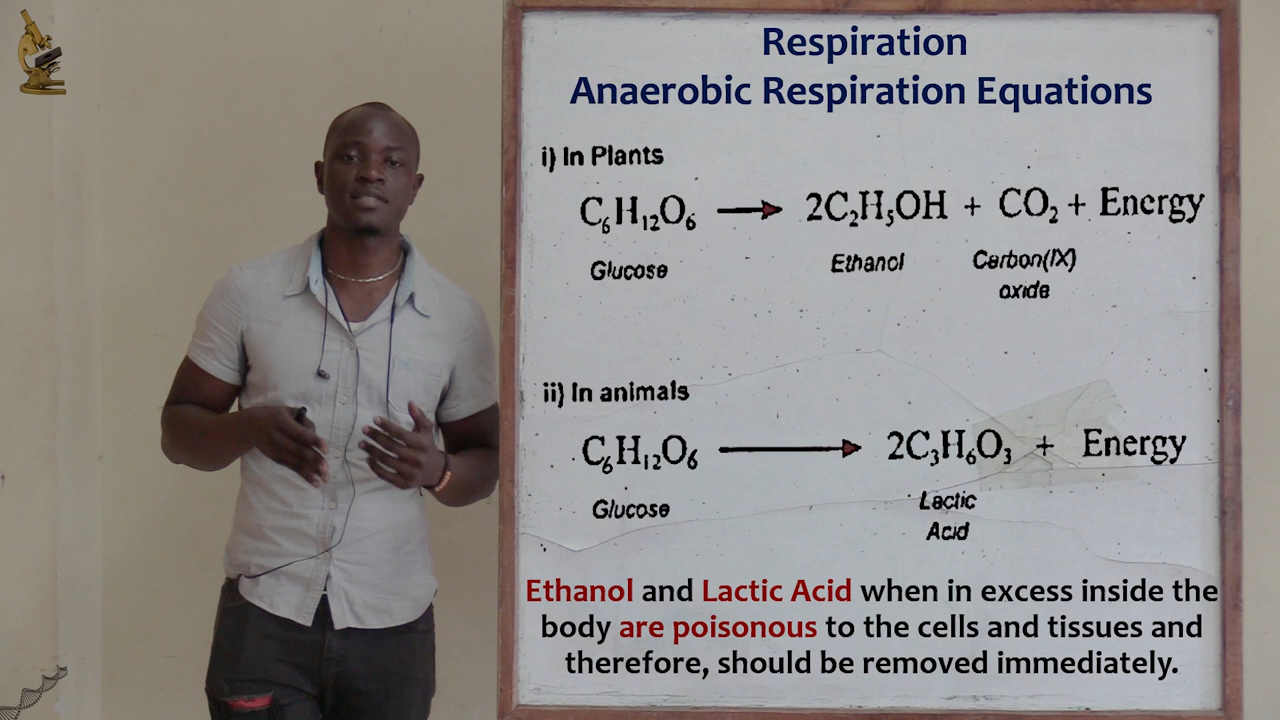 Respiration
Anaerobic Respiration Equations
i) In Plants
C₆H₁₂O₆ → 2C₂H₅OH + CO₂ + Energy
Glucose Ethanol Carbon(IX)
oxide
ii) In animals
C₆H₁₂O₆ → 2C₃H₆O₃ + Energy
Glucose Lactic
Acid
Ethanol and Lactic Acid when in excess inside the
body are poisonous to the cells and tissues and
therefore, should be removed immediately.